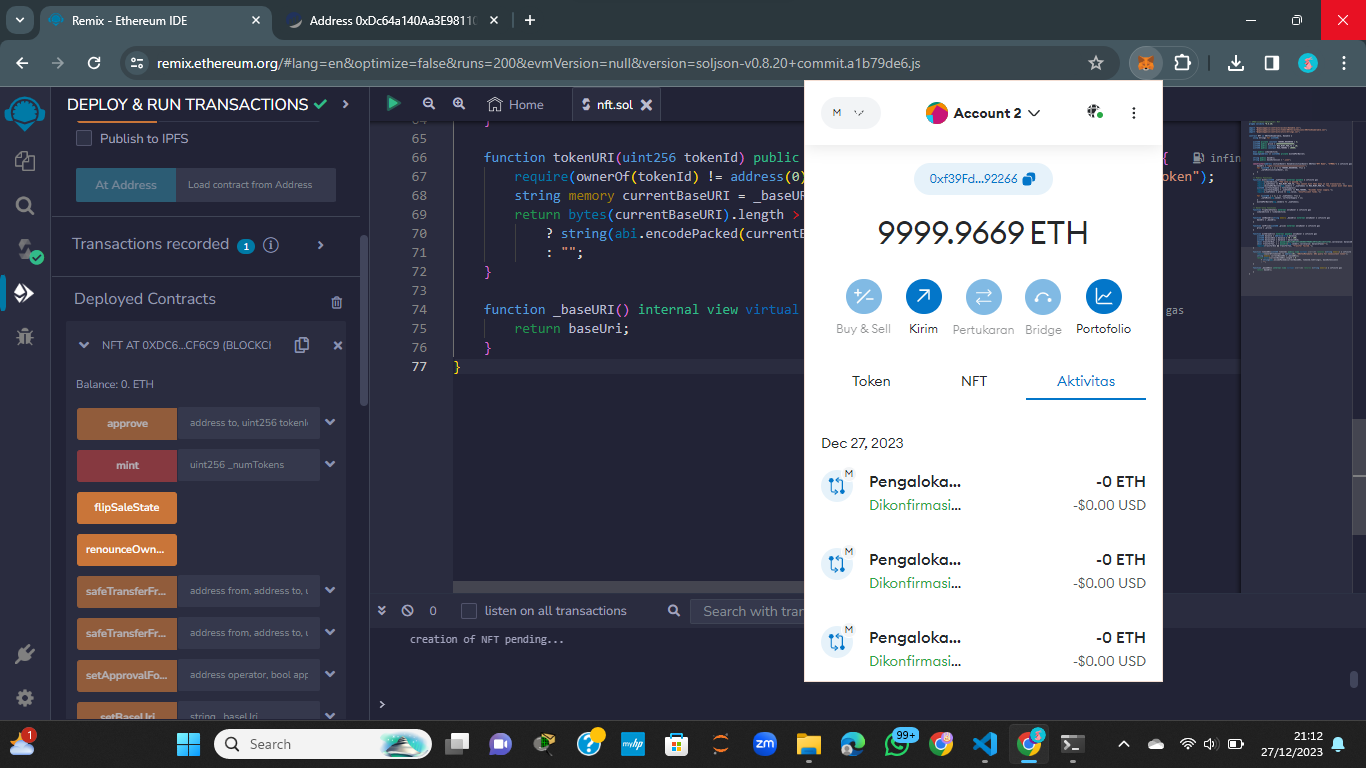 Remix - Ethereum IDE
Address 0xDc64a140Aa3E98110
remix.ethereum.org/#lang=en&optimize=false&runs=200&evmVersion=null&version=soljson-v0.8.20+commit.a1b79de6.js
DEPLOY & RUN TRANSACTIONS
Publish to IPFS
At Address
Load contract from Address
Transactions recorded 1
Deployed Contracts
NFT AT 0XDC6...CF6C9 (BLOCKCI
Balance: 0. ETH
approve
address to, uint256 tokenI
mint
uint256 _numTokens
flipSaleState
renounceOwn...
safeTransferFr...
address from, address to, u
safeTransferFr...
address from, address to, u
setApprovalFo...
address operator, bool app
setBaseUri
string _baseUri
Home
nft.sol
64 }
65
66 function tokenURI(uint256 tokenId) public { infin
67 require(ownerOf(tokenId) != address(0) oken");
68 string memory currentBaseURI = _baseU
69 return bytes(currentBaseURI).length >
70 ? string(abi.encodePacked(currentB
71 : "";
72 }
73
74 function _baseURI() internal view virtual gas
75 return baseUri;
76 }
77 }
0
listen on all transactions
Search with tran
creation of NFT pending...
>
M
Account 2
0xf39Fd...92266
9999.9669 ETH
Buy & Sell
Kirim
Pertukaran
Bridge
Portofolio
Token
NFT
Aktivitas
Dec 27, 2023
M
Pengaloka...
-0 ETH
Dikonfirmasi...
-$0.00 USD
M
Pengaloka...
-0 ETH
Dikonfirmasi...
-$0.00 USD
M
Pengaloka...
-0 ETH
Dikonfirmasi...
-$0.00 USD
1
Search
myhp
zm
99+
21:12
27/12/2023